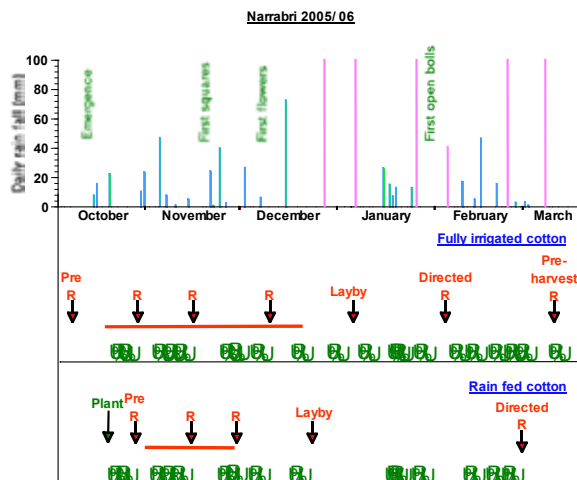 Narrabri 2005/ 06
Daily rain fall (mm)
100
80
60
40
20
0
Emergence
First squares
First flowers
First open bolls
October
November
December
January
February
March
Fully irrigated cotton
Pre
R
R
R
R
Layby
Directed
R
Pre-
harvest
R
Rain fed cotton
Plant
Pre
R
R
R
Layby
Directed
R